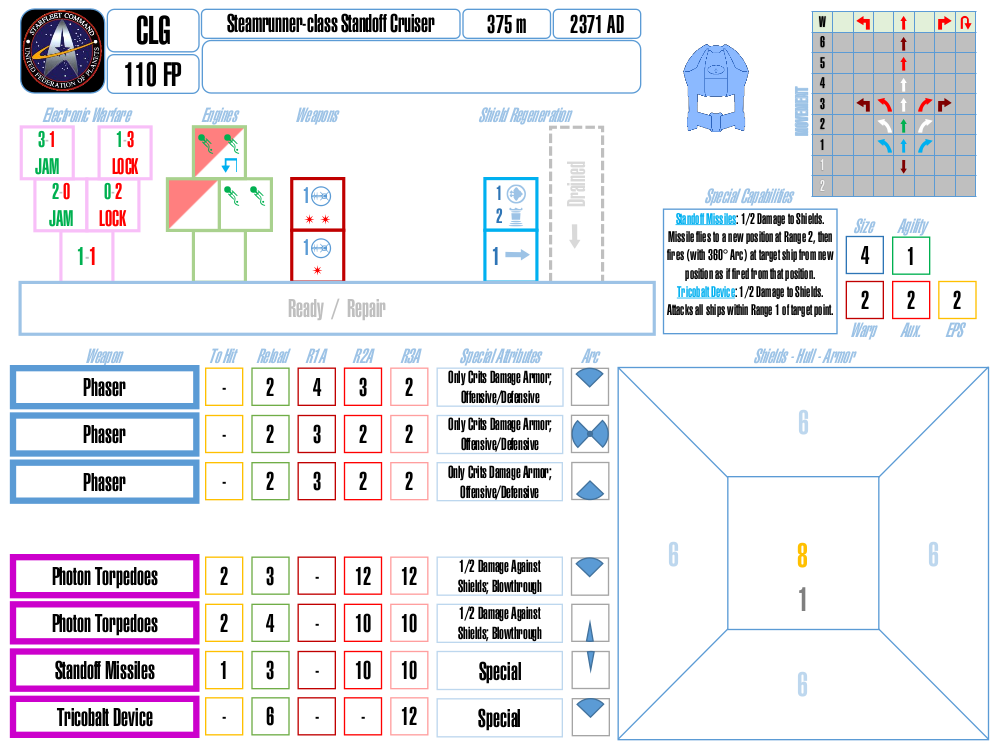 STARFLEET COMMAND
UNITED FEDERATION OF PLANETS
CLG
Steamrunner-class Standoff Cruiser
375 m
2371 AD
110 FP
Electronic Warfare
Engines
Weapons
Shield Regeneration
3-1
JAM
1-3
LOCK
2-0
JAM
0-2
LOCK
1-1
1
1
1
2
1
Drained
Ready / Repair
MOVEMENT
W
6
5
4
3
2
1
1
2
Special Capabilities
Standoff Missiles: 1/2 Damage to Shields.
Missile flies to a new position at Range 2, then
fires (with 360° Arc) at target ship from new
position as if fired from that position.
Tricobalt Device: 1/2 Damage to Shields.
Attacks all ships within Range 1 of target point.
Size
Agility
4
1
2
2
2
Warp
Aux.
EPS
Weapon
To Hit
Reload
R1A
R2A
R3A
Special Attributes
Arc
Phaser
-
2
4
3
2
Only Crits Damage Armor;
Offensive/Defensive
Phaser
-
2
3
2
2
Only Crits Damage Armor;
Offensive/Defensive
Phaser
-
2
3
2
2
Only Crits Damage Armor;
Offensive/Defensive
Photon Torpedoes
2
3
-
12
12
1/2 Damage Against
Shields; Blowthrough
Photon Torpedoes
2
4
-
10
10
1/2 Damage Against
Shields; Blowthrough
Standoff Missiles
1
3
-
10
10
Special
Tricobalt Device
-
6
-
-
12
Special
Shields - Hull - Armor
6
6
8
6
1
6